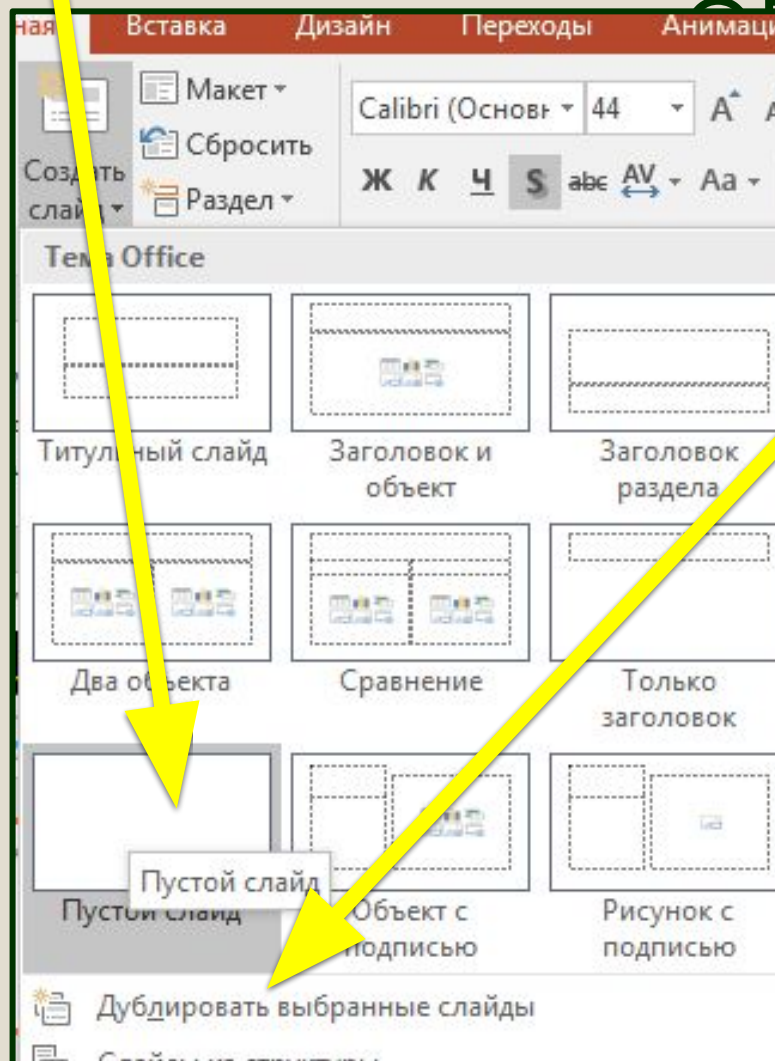 Вставка Дизайн Переходы
Макет
Calibri (Основн 44
Сбросить
Создать
слайд
Раздел
Ж К Ч S abc AV Aa
Тема Office
Титульный слайд
Заголовок и
объект
Заголовок
раздела
Два объекта
Сравнение
Только
заголовок
Пустой слайд
Пустой слайд
Объект с
подписью
Рисунок с
подписью
Дублировать выбранные слайды